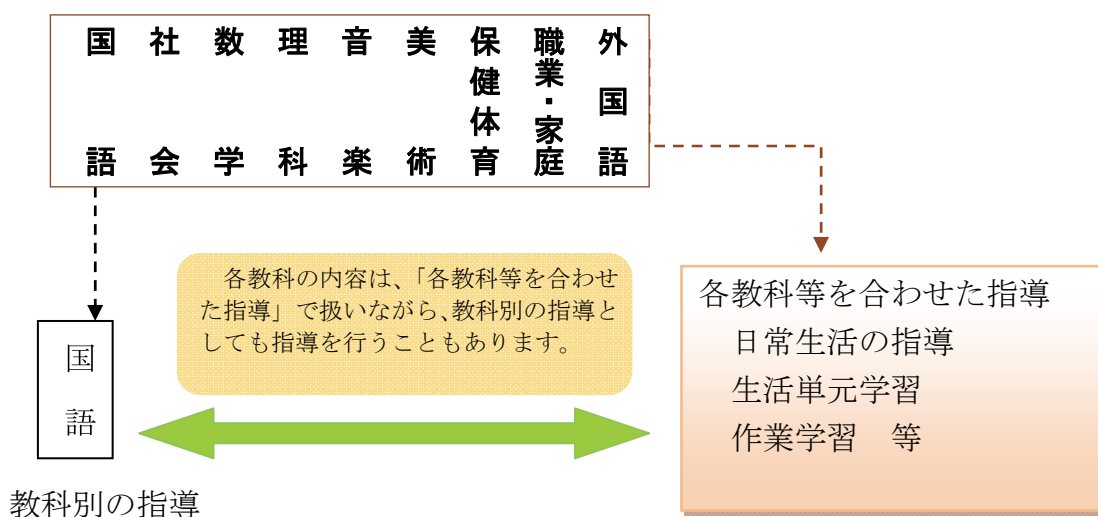 国語
社会
数学
理科
音楽
美術
保健体育
職業・家庭
外国語
各教科の内容は、「各教科等を合わせ
た指導」で扱いながら、教科別の指導と
しても指導を行うこともあります。
国語
教科別の指導
各教科等を合わせた指導
日常生活の指導
生活単元学習
作業学習　等